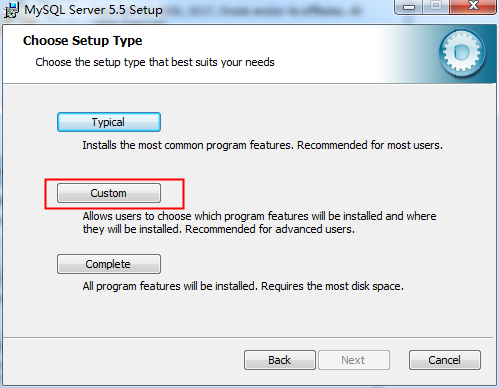 MySQL Server 5.5 Setup
Choose Setup Type
Choose the setup type that best suits your needs
Typical
Installs the most common program features. Recommended for most users.
Custom
Allows users to choose which program features will be installed and where
they will be installed. Recommended for advanced users.
Complete
All program features will be installed. Requires the most disk space.
Back
Next
Cancel